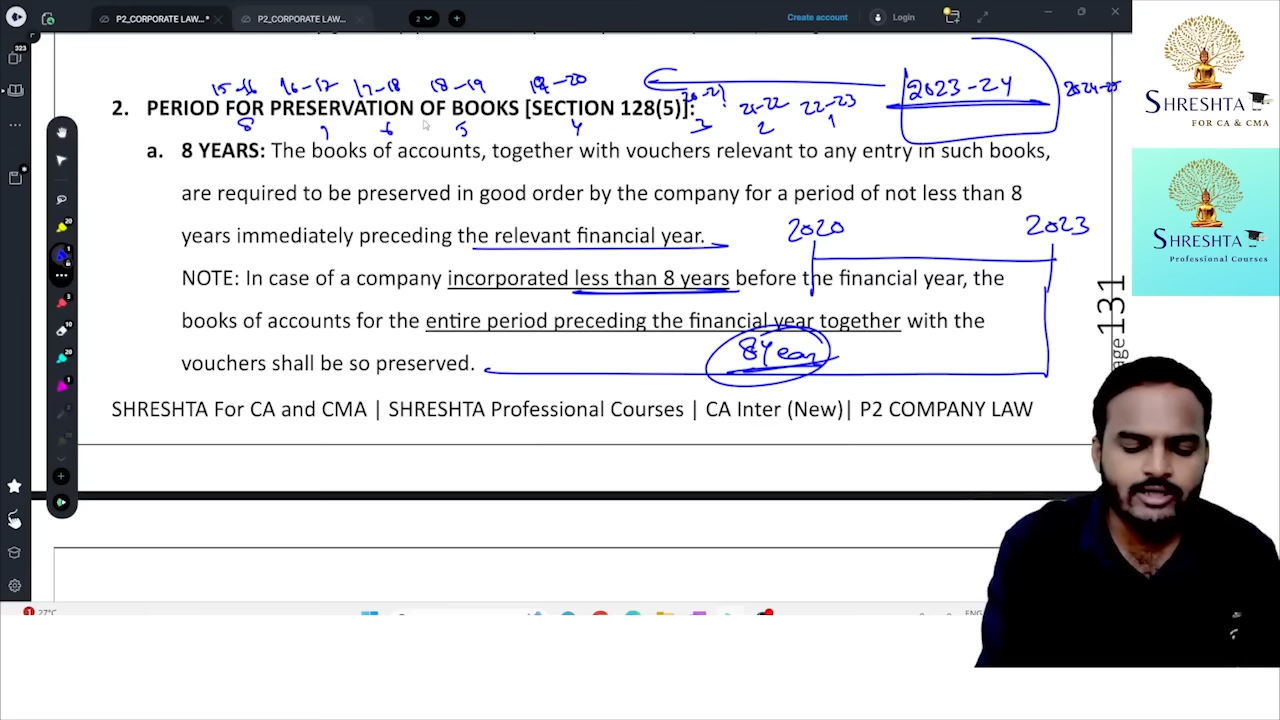 P2_CORPORATE LAW...*
P2_CORPORATE LAW...
2
Create account
Login
323
15-16 16-17 17-18 18-19 19-20 20-21 21-22 22-23 2023-24 2024-25
2. PERIOD FOR PRESERVATION OF BOOKS [SECTION 128(5)]:
8 7 6 5 4 3 2 1
a. 8 YEARS: The books of accounts, together with vouchers relevant to any entry in such books,
are required to be preserved in good order by the company for a period of not less than 8
years immediately preceding the relevant financial year.
2020 2023
NOTE: In case of a company incorporated less than 8 years before the financial year, the
books of accounts for the entire period preceding the financial year together with the
vouchers shall be so preserved.
8 Year
SHRESHTA For CA and CMA | SHRESHTA Professional Courses | CA Inter (New)| P2 COMPANY LAW
131
SHRESHTA
FOR CA & CMA
SHRESHTA
Professional Courses
27°C
ENG